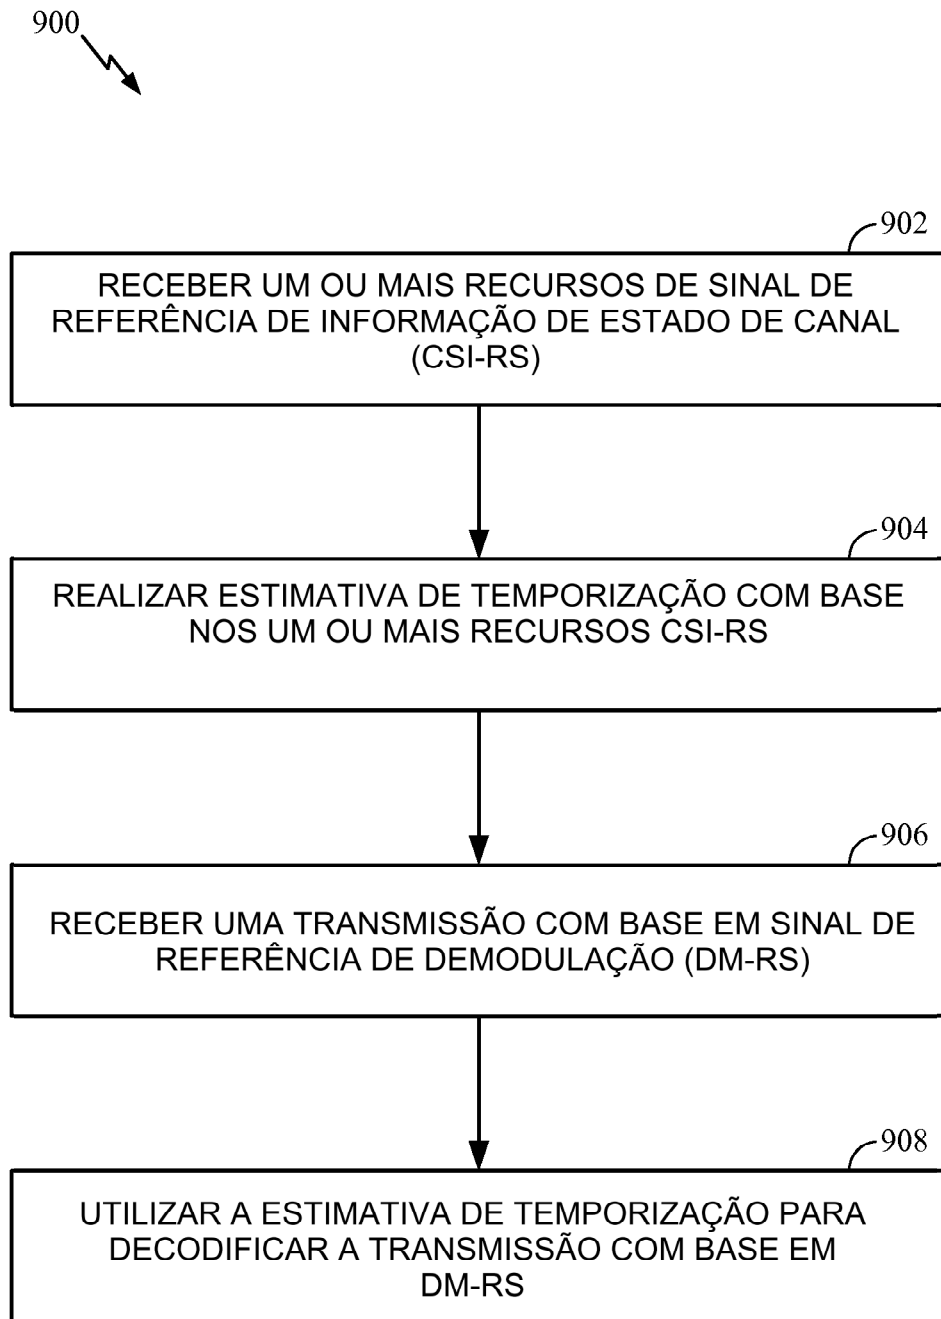 900
902
RECEBER UM OU MAIS RECURSOS DE SINAL DE
REFERÊNCIA DE INFORMAÇÃO DE ESTADO DE CANAL
(CSI-RS)
904
REALIZAR ESTIMATIVA DE TEMPORIZAÇÃO COM BASE
NOS UM OU MAIS RECURSOS CSI-RS
906
RECEBER UMA TRANSMISSÃO COM BASE EM SINAL DE
REFERÊNCIA DE DEMODULAÇÃO (DM-RS)
908
UTILIZAR A ESTIMATIVA DE TEMPORIZAÇÃO PARA
DECODIFICAR A TRANSMISSÃO COM BASE EM
DM-RS